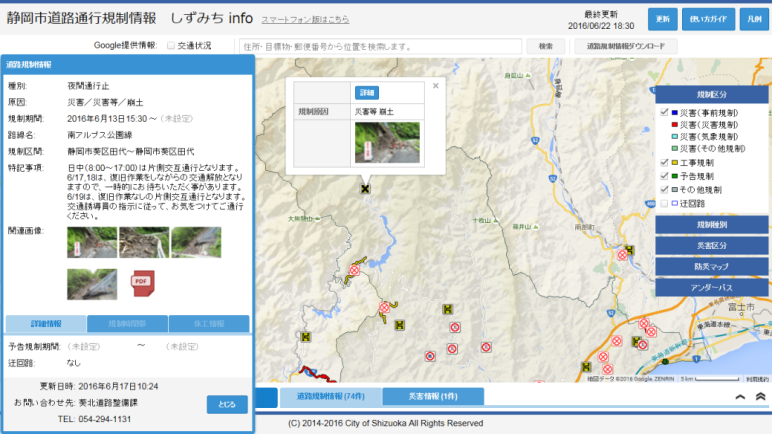 静岡市道路通行規制情報 しずみち info スマートフォン版はこちら
最終更新
2016/06/22 18:30
更新
使い方ガイド
凡例
Google提供情報: 交通状況
住所・目標物・郵便番号から位置を検索します。
検索
道路規制情報ダウンロード
道路規制情報
種別: 夜間通行止
原因: 災害／災害等／崩土
規制期間: 2016年6月13日15:30～（未設定）
路線名: 南アルプス公園線
規制区間: 静岡市葵区田代～静岡市葵区田代
特記事項: 日中（8:00～17:00）は片側交互通行となります。
6/17,18は、復旧作業をしながらの交通解放となり
ますので、一時的にお待ちいただく事があります。
6/19は、復旧作業なしの片側交互通行となります。
交通誘導員の指示に従って、お気をつけてご通行
ください。
関連画像:
PDF
詳細情報
規制時間帯
休工情報
予告規制期間: （未設定） ～ （未設定）
迂回路: なし
更新日時: 2016年6月17日10:24
お問い合わせ先: 葵北道路整備課
TEL: 054-294-1131
とじる
詳細
規制原因
災害等 崩土
規制区分
災害（事前規制）
災害（災害規制）
災害（気象規制）
災害（その他規制）
工事規制
予告規制
その他規制
迂回路
規制種別
災害区分
防災マップ
アンダーパス
十枚山
篠井山
南部町
富士市
東海道本線
地図データ ©2016 Google, ZENRIN
5 km
利用規約
道路規制情報（74件）
災害情報（1件）
(C) 2014-2016 City of Shizuoka All Rights Reserved